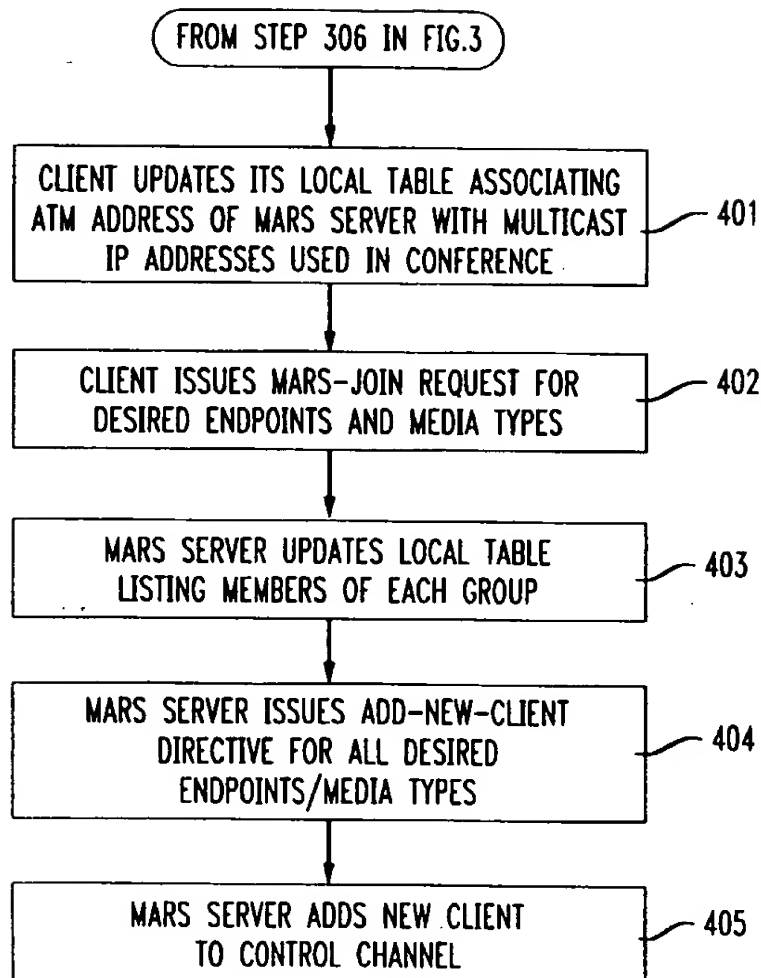 FROM STEP 306 IN FIG.3
CLIENT UPDATES ITS LOCAL TABLE ASSOCIATING
ATM ADDRESS OF MARS SERVER WITH MULTICAST
IP ADDRESSES USED IN CONFERENCE
401
CLIENT ISSUES MARS-JOIN REQUEST FOR
DESIRED ENDPOINTS AND MEDIA TYPES
402
MARS SERVER UPDATES LOCAL TABLE
LISTING MEMBERS OF EACH GROUP
403
MARS SERVER ISSUES ADD-NEW-CLIENT
DIRECTIVE FOR ALL DESIRED
ENDPOINTS/MEDIA TYPES
404
MARS SERVER ADDS NEW CLIENT
TO CONTROL CHANNEL
405